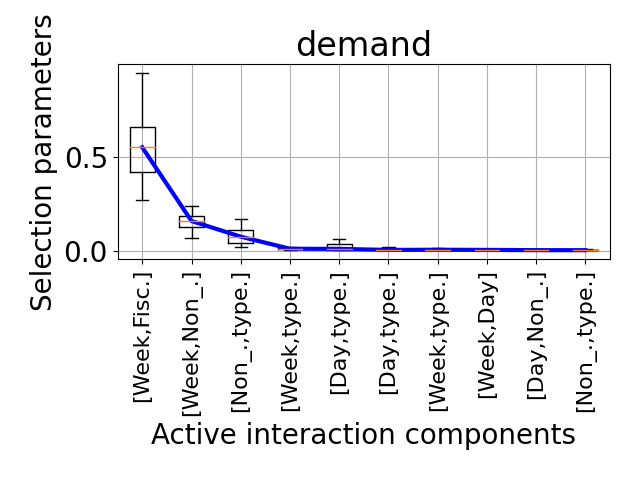 demand
Selection parameters
0.5
0.0
[Week,Fisc.]
[Week,Non_.]
[Non_.,type.]
[Week,type.]
[Day,type.]
[Day,type.]
[Week,type.]
[Week,Day]
[Day,Non_.]
[Non_.,type.]
Active interaction components